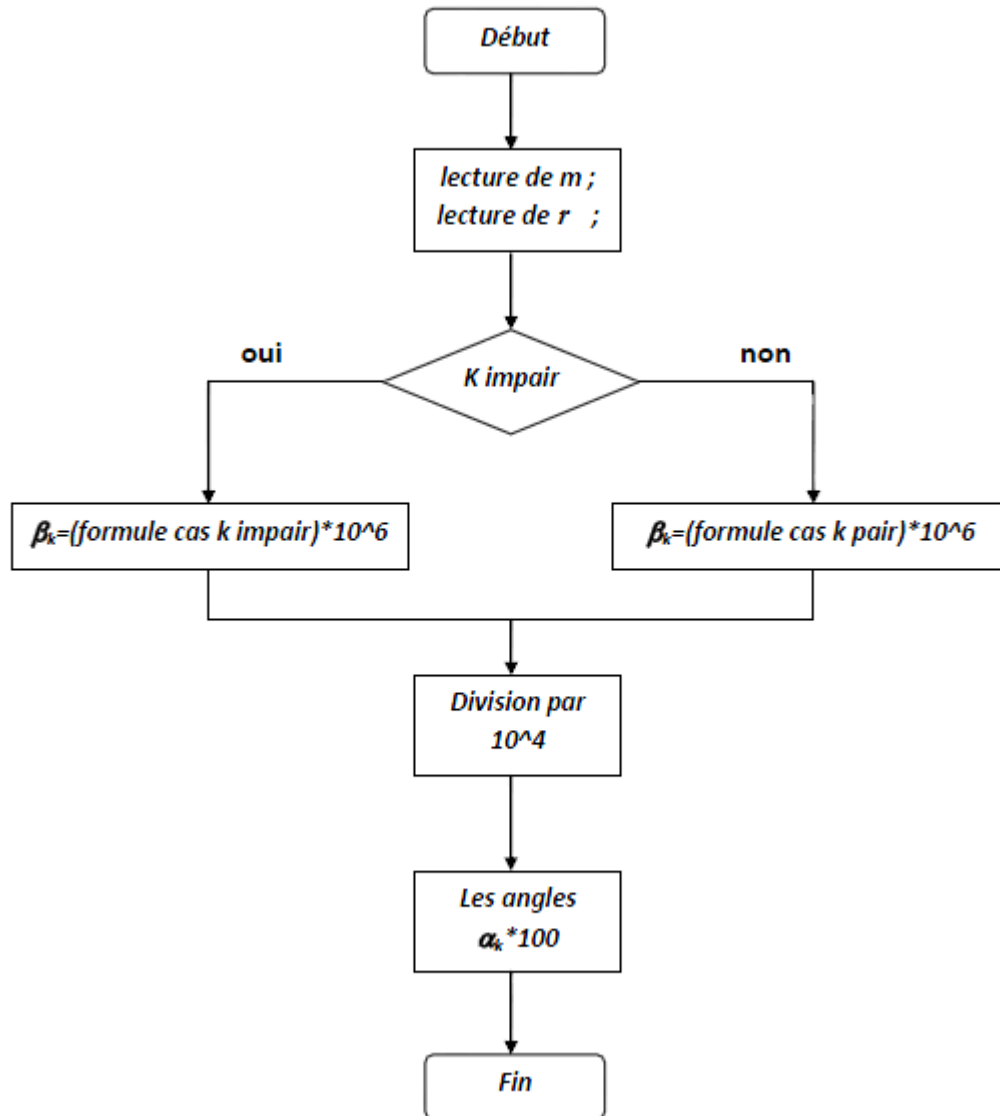 Début
lecture de m ;
lecture de r ;
K impair
oui
non
βk=(formule cas k impair)*10^6
βk=(formule cas k pair)*10^6
Division par
10^4
Les angles
αk*100
Fin